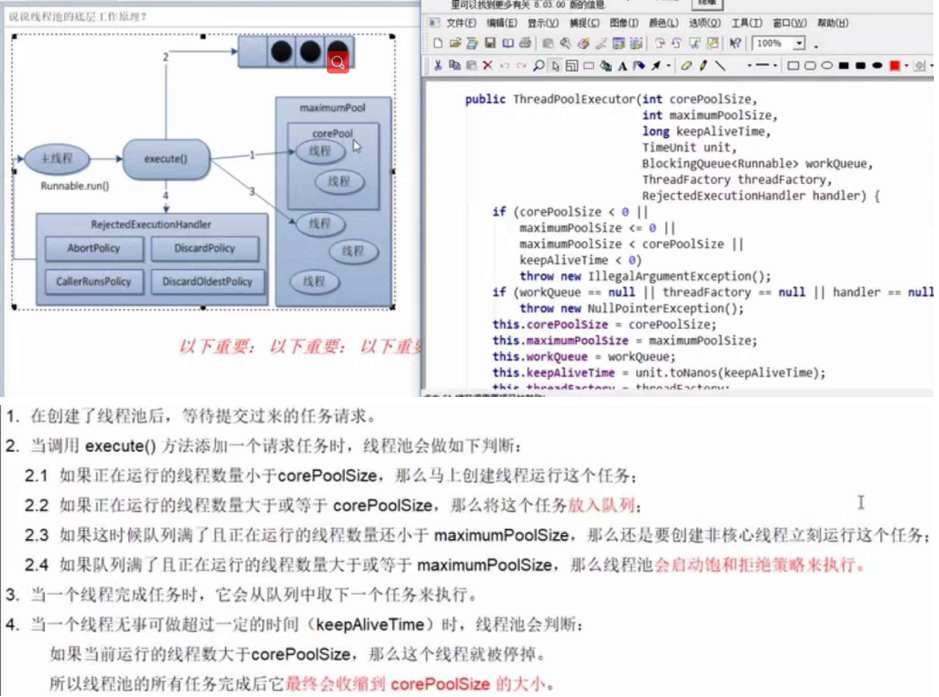 说说线程池的底层工作原理?
2
maximumPool
corePool
线程
线程
主线程
execute()
1
3
Runnable.run()
4
线程
线程
线程
RejectedExecutionHandler
AbortPolicy
DiscardPolicy
CallerRunsPolicy
DiscardOldestPolicy
以下重要: 以下重要: 以下重要
里可以找到更多有关 8.03.00 版的信息
文件(F) 编辑(E) 显示(V) 捕捉(C) 图像(I) 颜色(L) 选项(O) 工具(T) 窗口(W) 帮助(H)
100%
public ThreadPoolExecutor(int corePoolSize,
int maximumPoolSize,
long keepAliveTime,
TimeUnit unit,
BlockingQueue<Runnable> workQueue,
ThreadFactory threadFactory,
RejectedExecutionHandler handler) {
if (corePoolSize < 0 ||
maximumPoolSize <= 0 ||
maximumPoolSize < corePoolSize ||
keepAliveTime < 0)
throw new IllegalArgumentException();
if (workQueue == null || threadFactory == null || handler == null
throw new NullPointerException();
this.corePoolSize = corePoolSize;
this.maximumPoolSize = maximumPoolSize;
this.workQueue = workQueue;
this.keepAliveTime = unit.toNanos(keepAliveTime);
this.threadFactory = threadFactory;
1. 在创建了线程池后，等待提交过来的任务请求。
2. 当调用 execute() 方法添加一个请求任务时，线程池会做如下判断：
2.1 如果正在运行的线程数量小于corePoolSize，那么马上创建线程运行这个任务；
2.2 如果正在运行的线程数量大于或等于 corePoolSize，那么将这个任务放入队列；
2.3 如果这时候队列满了且正在运行的线程数量还小于 maximumPoolSize，那么还是要创建非核心线程立刻运行这个任务；
2.4 如果队列满了且正在运行的线程数量大于或等于 maximumPoolSize，那么线程池会启动饱和拒绝策略来执行。
3. 当一个线程完成任务时，它会从队列中取下一个任务来执行。
4. 当一个线程无事可做超过一定的时间（keepAliveTime）时，线程池会判断：
如果当前运行的线程数大于corePoolSize，那么这个线程就被停掉。
所以线程池的所有任务完成后它最终会收缩到 corePoolSize 的大小。